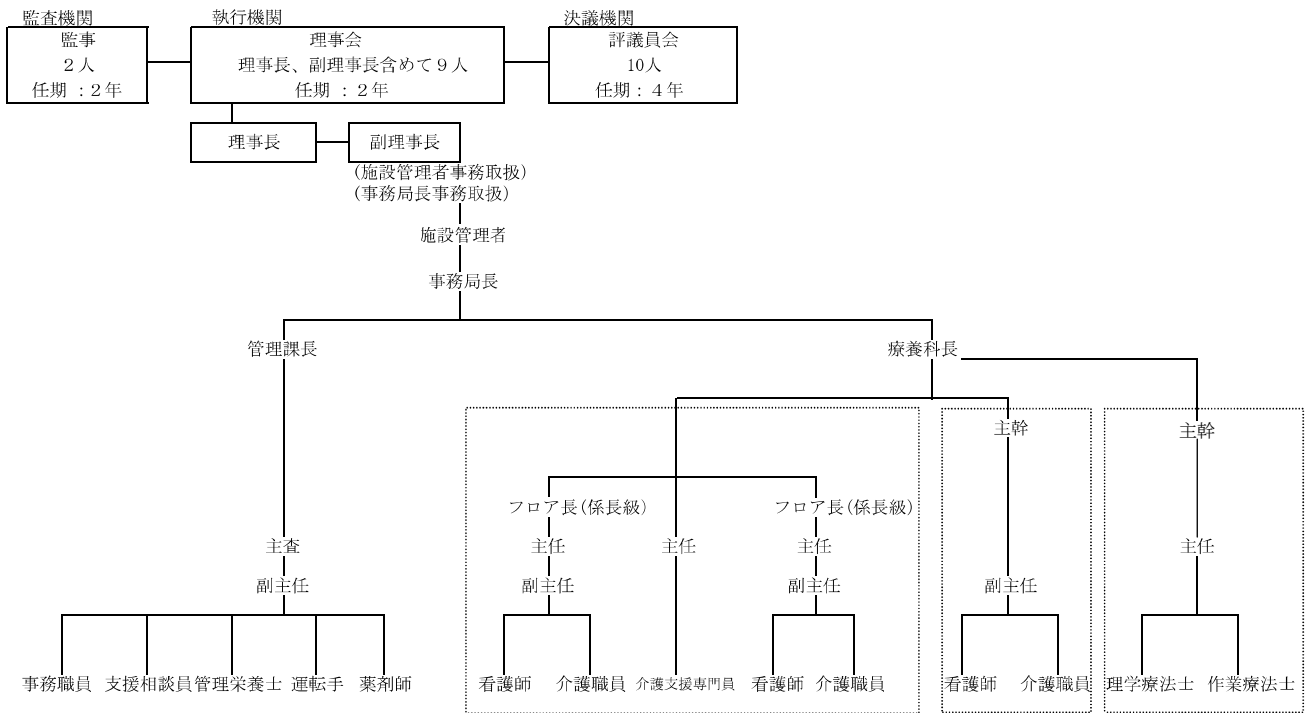 監査機関
執行機関
決議機関
監事
2人
任期 :2年
理事会
理事長、副理事長含めて9人
任期 : 2年
評議員会
10人
任期: 4年
理事長
副理事長
(施設管理者事務取扱)
(事務局長事務取扱)
施設管理者
事務局長
管理課長
療養科長
主幹
主幹
フロア長(係長級)
フロア長(係長級)
主査
主任
主任
主任
主任
副主任
副主任
副主任
副主任
事務職員
支援相談員
管理栄養士
運転手
薬剤師
看護師
介護職員
介護支援専門員
看護師
介護職員
看護師
介護職員
理学療法士
作業療法士